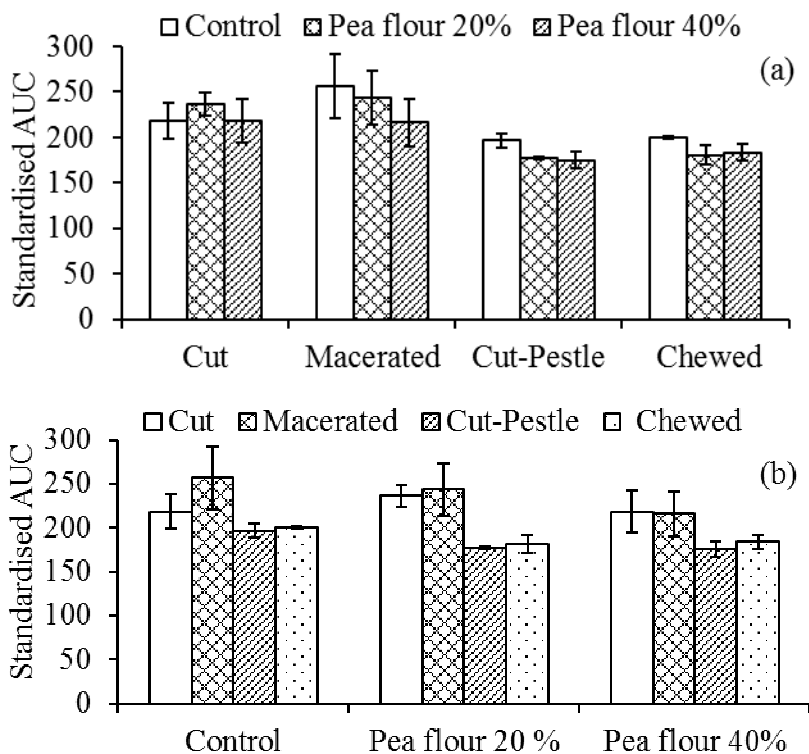 Control Pea flour 20% Pea flour 40%
(a)
Standardised AUC
300
250
200
150
100
50
0
Cut Macerated Cut-Pestle Chewed
Cut Macerated Cut-Pestle Chewed
(b)
Standardised AUC
300
250
200
150
100
50
0
Control Pea flour 20 % Pea flour 40%